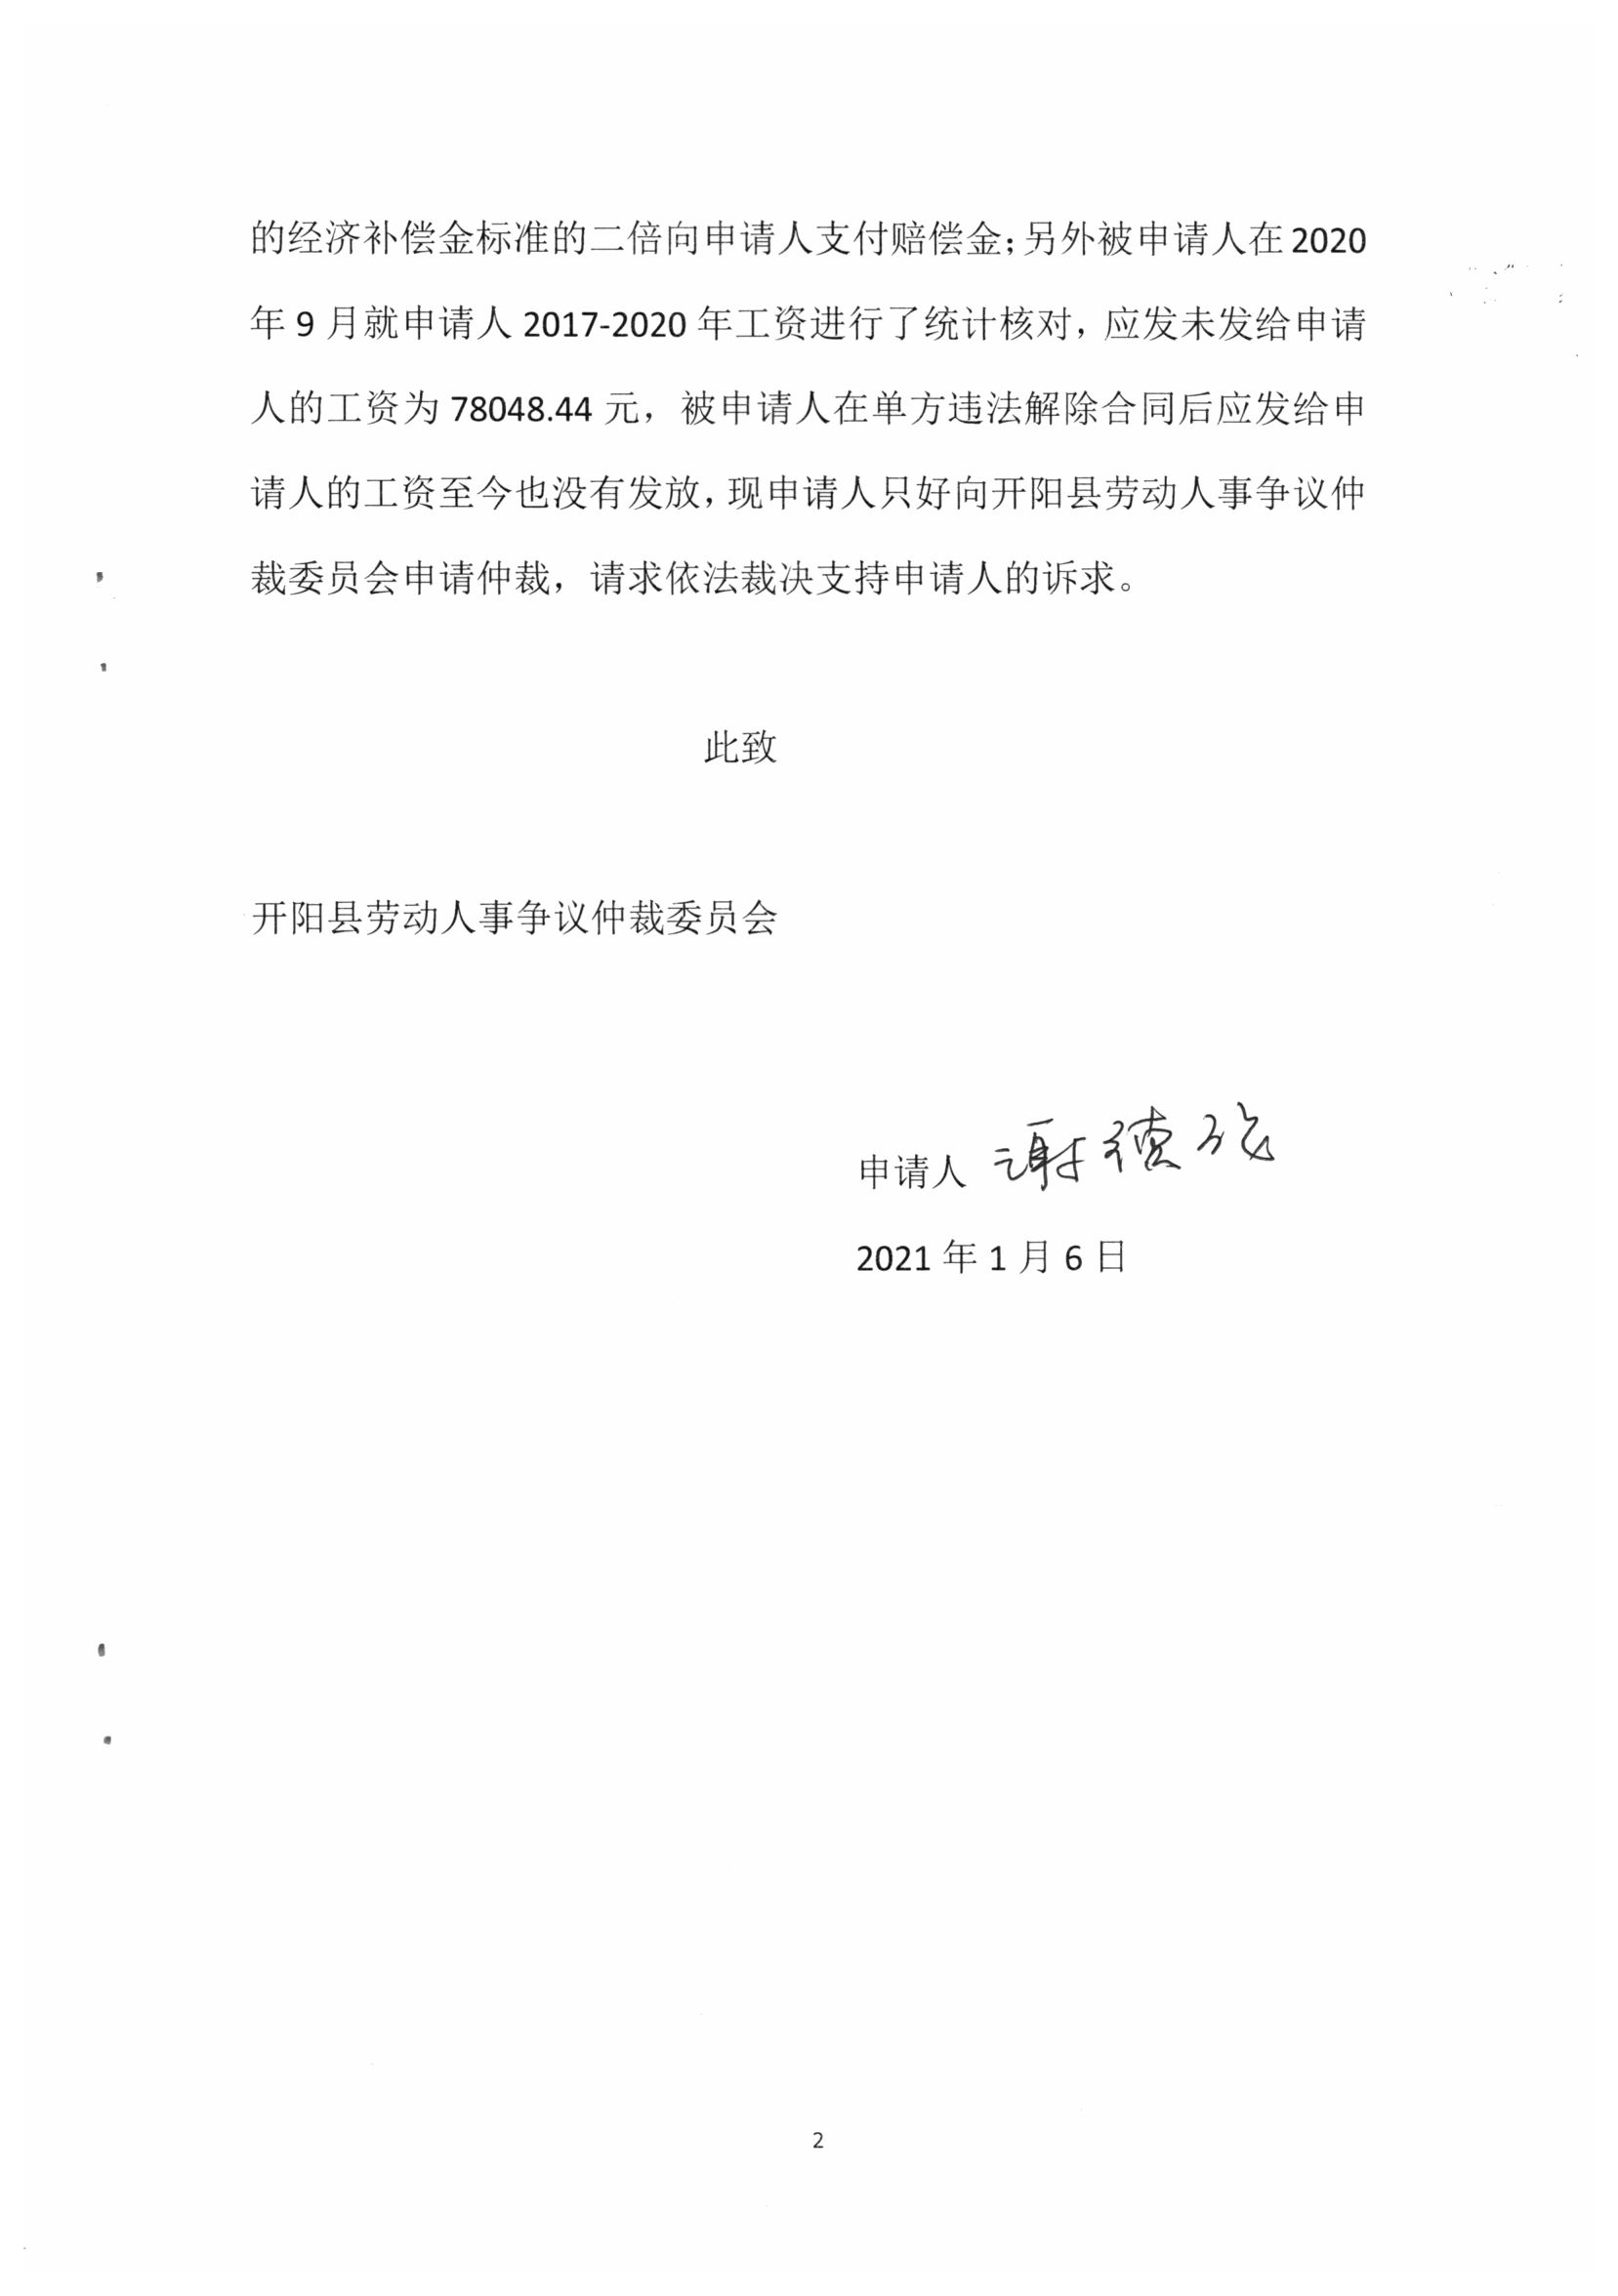 的经济补偿金标准的二倍向申请人支付赔偿金；另外被申请人在 2020
年 9 月就申请人 2017-2020 年工资进行了统计核对，应发未发给申请
人的工资为 78048.44 元，被申请人在单方违法解除合同后应发给申
请人的工资至今也没有发放，现申请人只好向开阳县劳动人事争议仲
裁委员会申请仲裁，请求依法裁决支持申请人的诉求。
此致
开阳县劳动人事争议仲裁委员会
申请人 谢德
2021 年 1 月 6 日
2